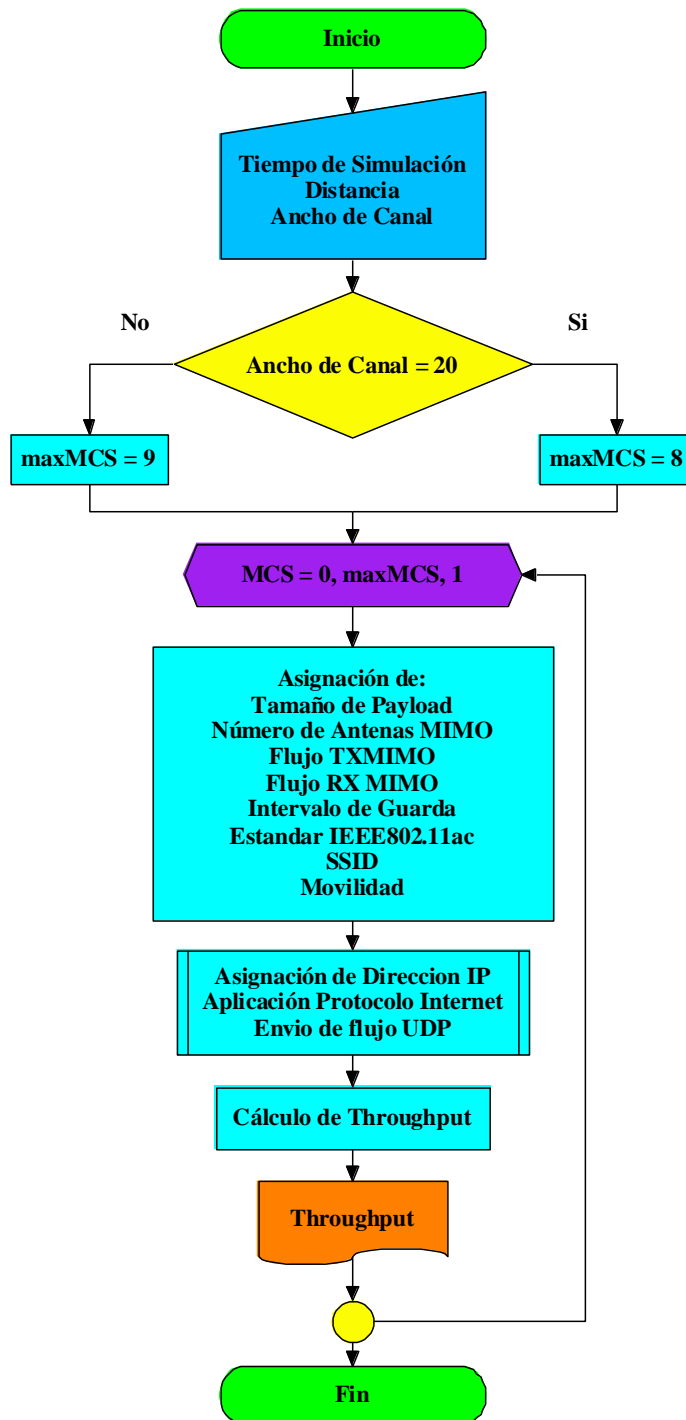 Inicio
Tiempo de Simulación
Distancia
Ancho de Canal
No
Si
Ancho de Canal = 20
maxMCS = 9
maxMCS = 8
MCS = 0, maxMCS, 1
Asignación de:
Tamaño de Payload
Número de Antenas MIMO
Flujo TXMIMO
Flujo RX MIMO
Intervalo de Guarda
Estandar IEEE802.11ac
SSID
Movilidad
Asignación de Direccion IP
Aplicación Protocolo Internet
Envio de flujo UDP
Cálculo de Throughput
Throughput
Fin